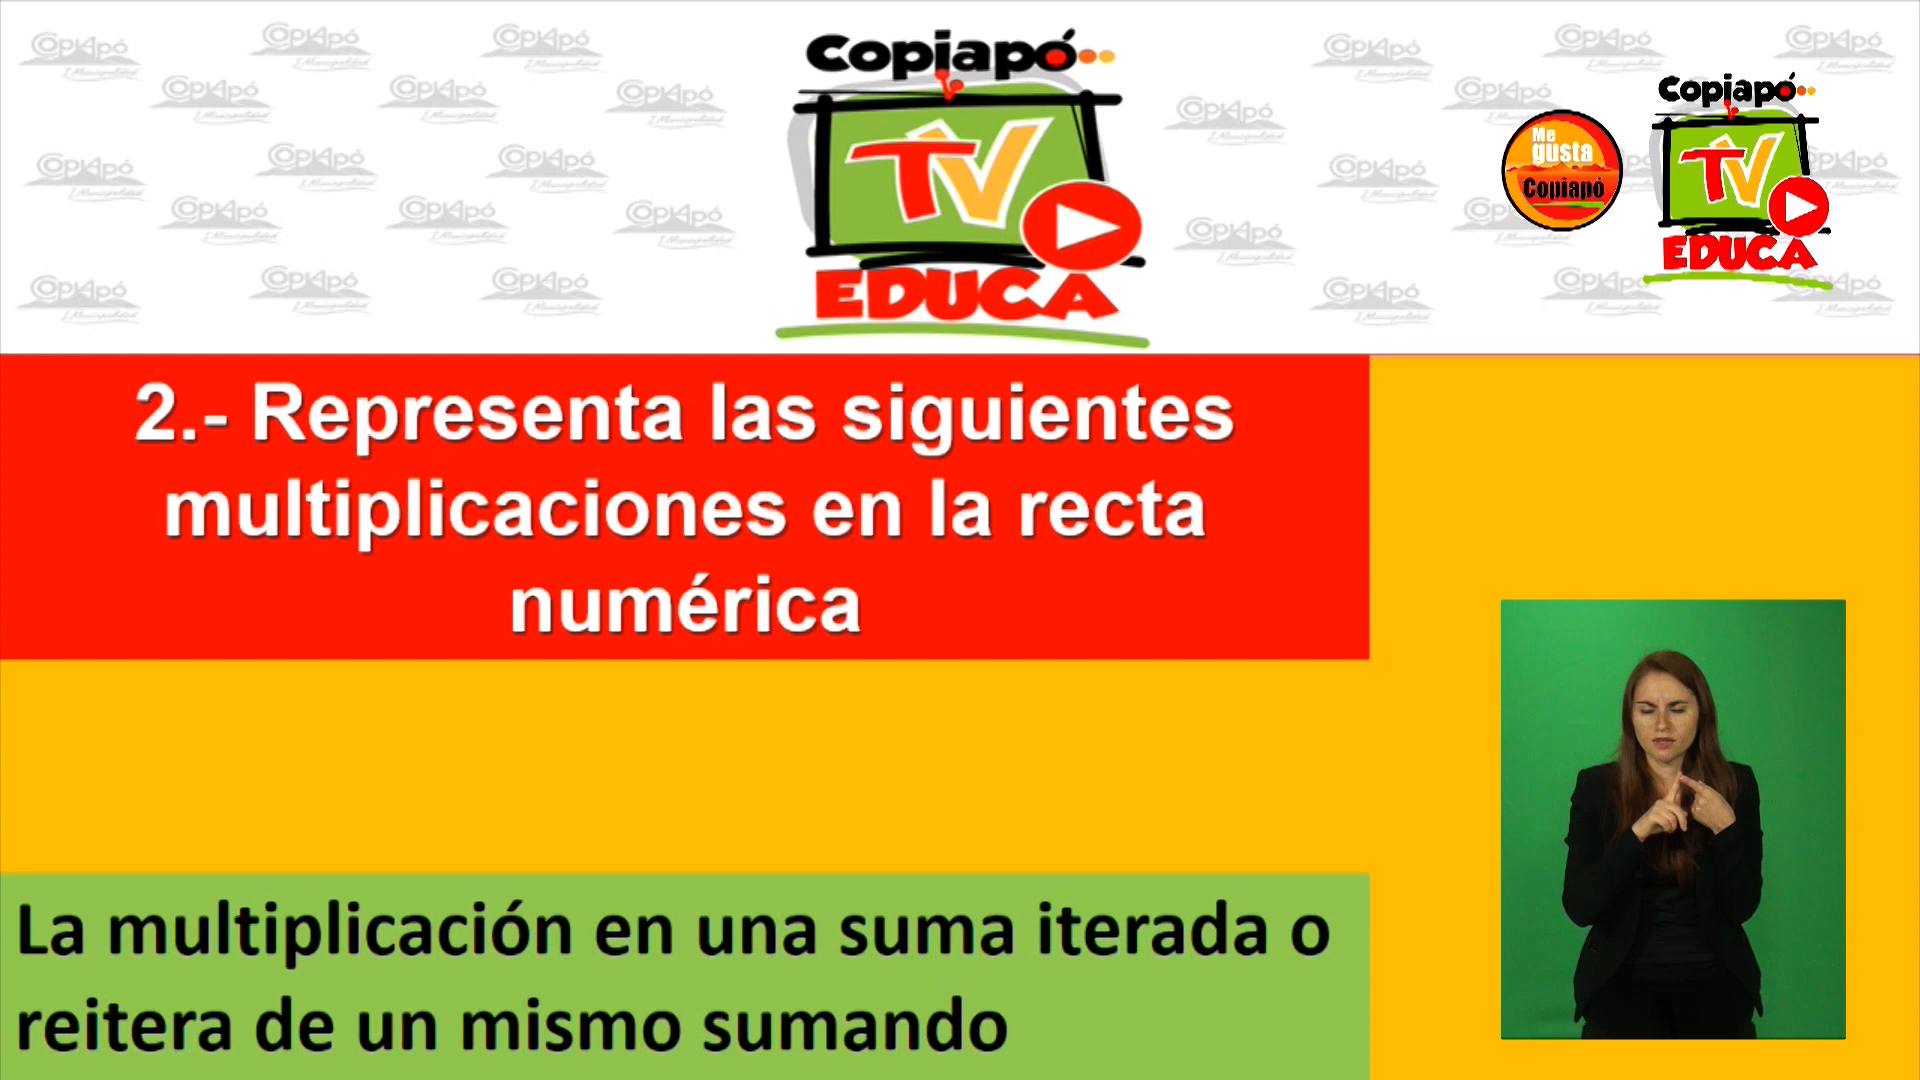 Copiapó
TV
EDUCA
Me
gusta
Copiapó
Copiapó
TV
EDUCA
2.- Representa las siguientes
multiplicaciones en la recta
numérica
La multiplicación en una suma iterada o
reitera de un mismo sumando